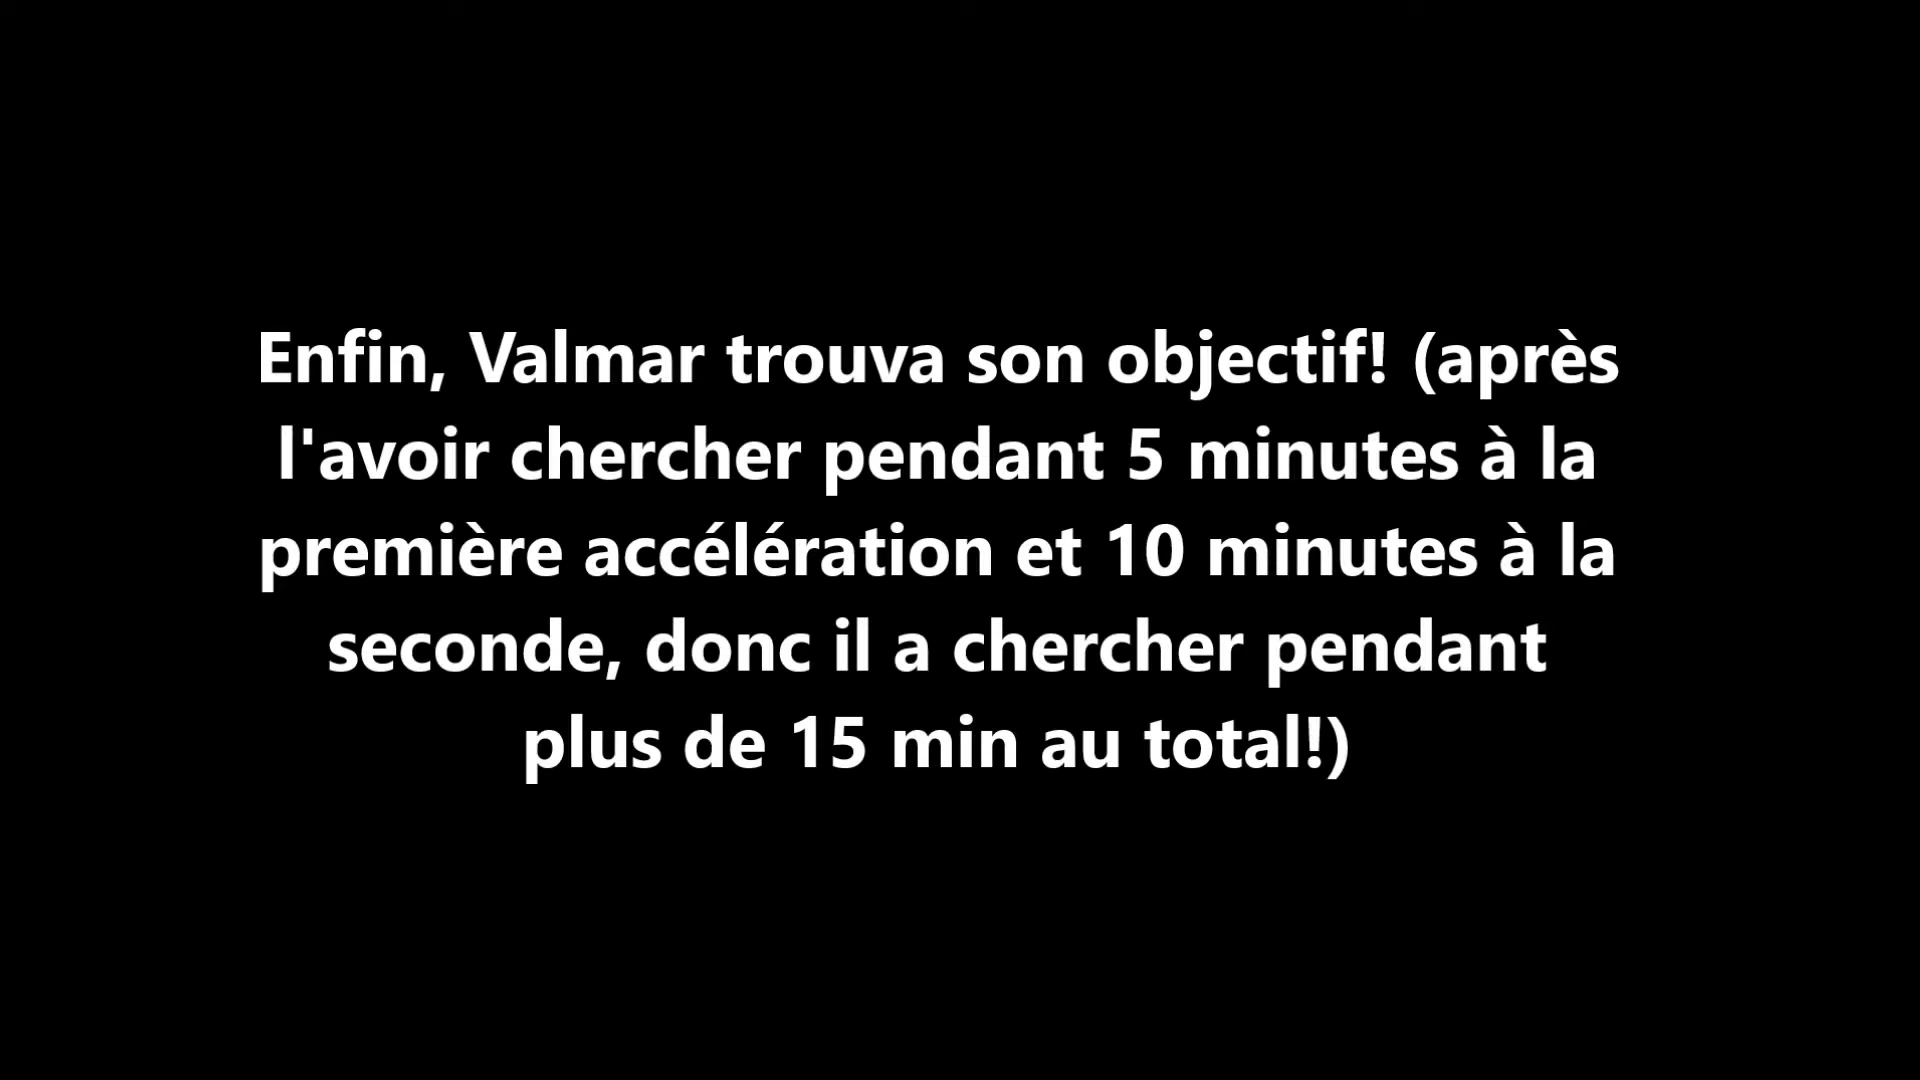 Enfin, Valmar trouva son objectif! (après
l'avoir chercher pendant 5 minutes à la
première accélération et 10 minutes à la
seconde, donc il a chercher pendant
plus de 15 min au total!)